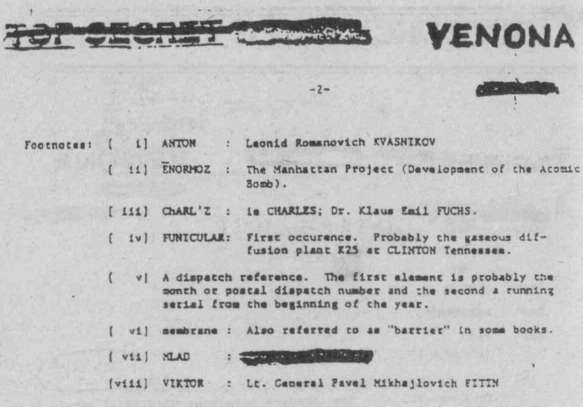 TOP SECRET
VENONA
-2-
Footnotes: [ i] ANTON : Leonid Romanovich KVASNIKOV
[ ii] ENORMOZ : The Manhattan Project (Development of the Atomic
Bomb).
[ iii] ChARL'Z : ie CHARLES; Dr. Klaus Emil FUCHS.
[ iv] FUNICULAR: First occurence. Probably the gaseous dif-
fusion plant K25 at CLINTON Tennessee.
[ v] A dispatch reference. The first element is probably the
month or postal dispatch number and the second a running
serial from the beginning of the year.
[ vi] membrane : Also referred to as "barrier" in some books.
[ vii] MLAD :
[viii] VIKTOR : Lt. General Pavel Mikhajlovich FITIN